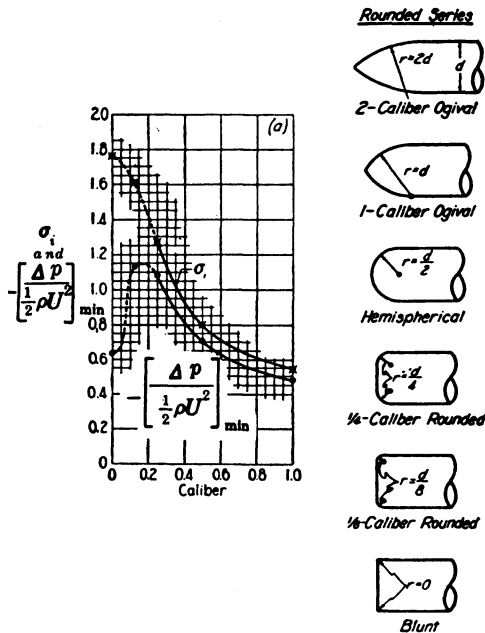 Rounded Series
r=2d
d
2-Caliber Ogival
r=d
1-Caliber Ogival
r=d/2
Hemispherical
r=d/4
1/4-Caliber Rounded
r=d/8
1/8-Caliber Rounded
r=0
Blunt
(a)
σi
and
-[Δp / ½ρU²]min
2.0
1.8
1.6
1.4
1.2
1.0
0.8
0.6
0.4
0.2
0
σi
-[Δp / ½ρU²]min
0 0.2 0.4 0.6 0.8 1.0
Caliber